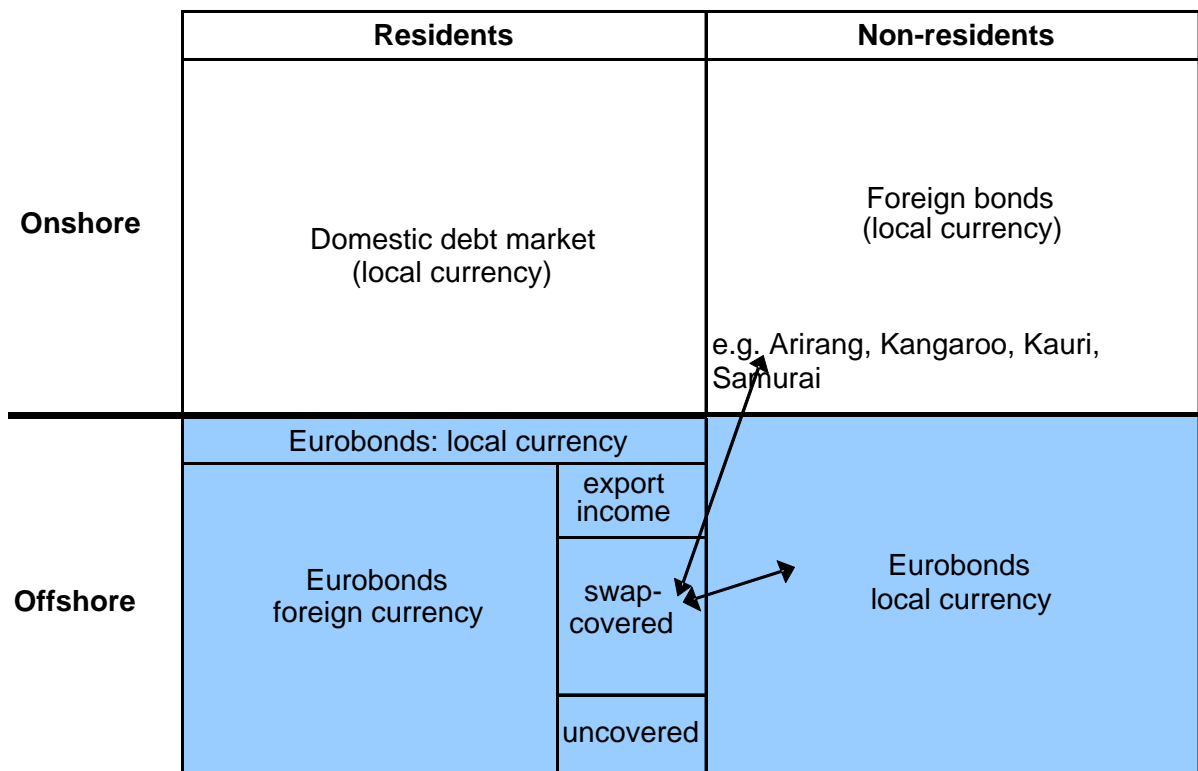 Residents
Non-residents
Onshore
Domestic debt market
(local currency)
Foreign bonds
(local currency)
e.g. Arirang, Kangaroo, Kauri,
Samurai
Offshore
Eurobonds: local currency
Eurobonds
foreign currency
export
income
swap-
covered
uncovered
Eurobonds
local currency